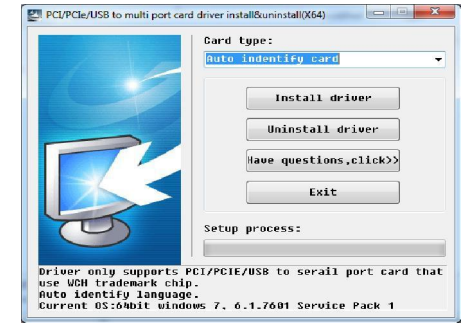 PCI/PCIe/USB to multi port card driver install&uninstall(X64)
Card type:
Auto indentify card
Install driver
Uninstall driver
Have questions,click>>
Exit
Setup process:
Driver only supports PCI/PCIE/USB to serail port card that
use WCH trademark chip.
Auto identify language.
Current OS:64bit windows 7, 6.1.7601 Service Pack 1